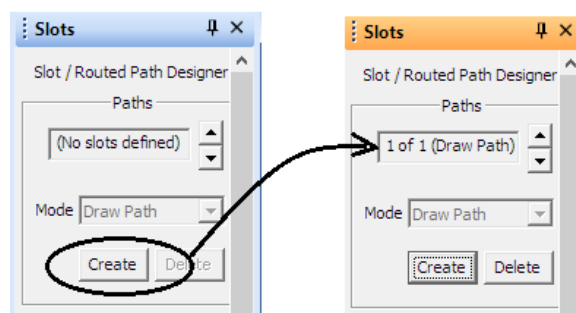 Slots
Slot / Routed Path Designer
Paths
(No slots defined)
Mode Draw Path
Create Delete
Slots
Slot / Routed Path Designer
Paths
1 of 1 (Draw Path)
Mode Draw Path
Create Delete